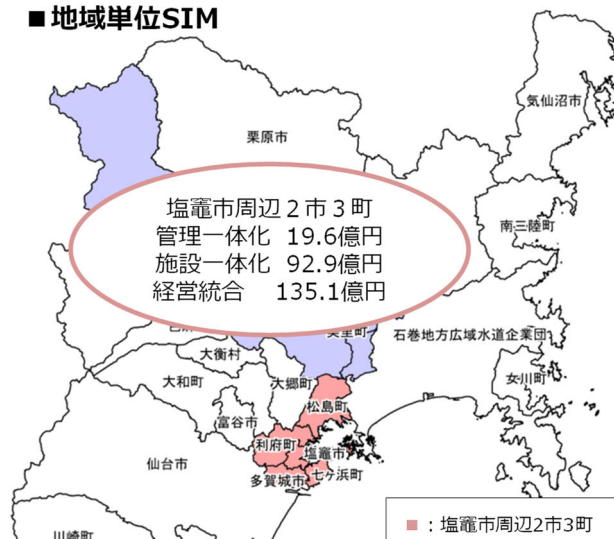 ■地域単位SIM
気仙沼市
栗原市
塩竈市周辺２市３町
管理一体化 19.6億円
施設一体化 92.9億円
経営統合 135.1億円
南三陸町
美里町
石巻地方広域水道企業団
大衡村
大和町
大郷町
女川町
松島町
富谷市
利府町
塩竈市
仙台市
多賀城市
七ヶ浜町
川崎町
■：塩竈市周辺2市3町